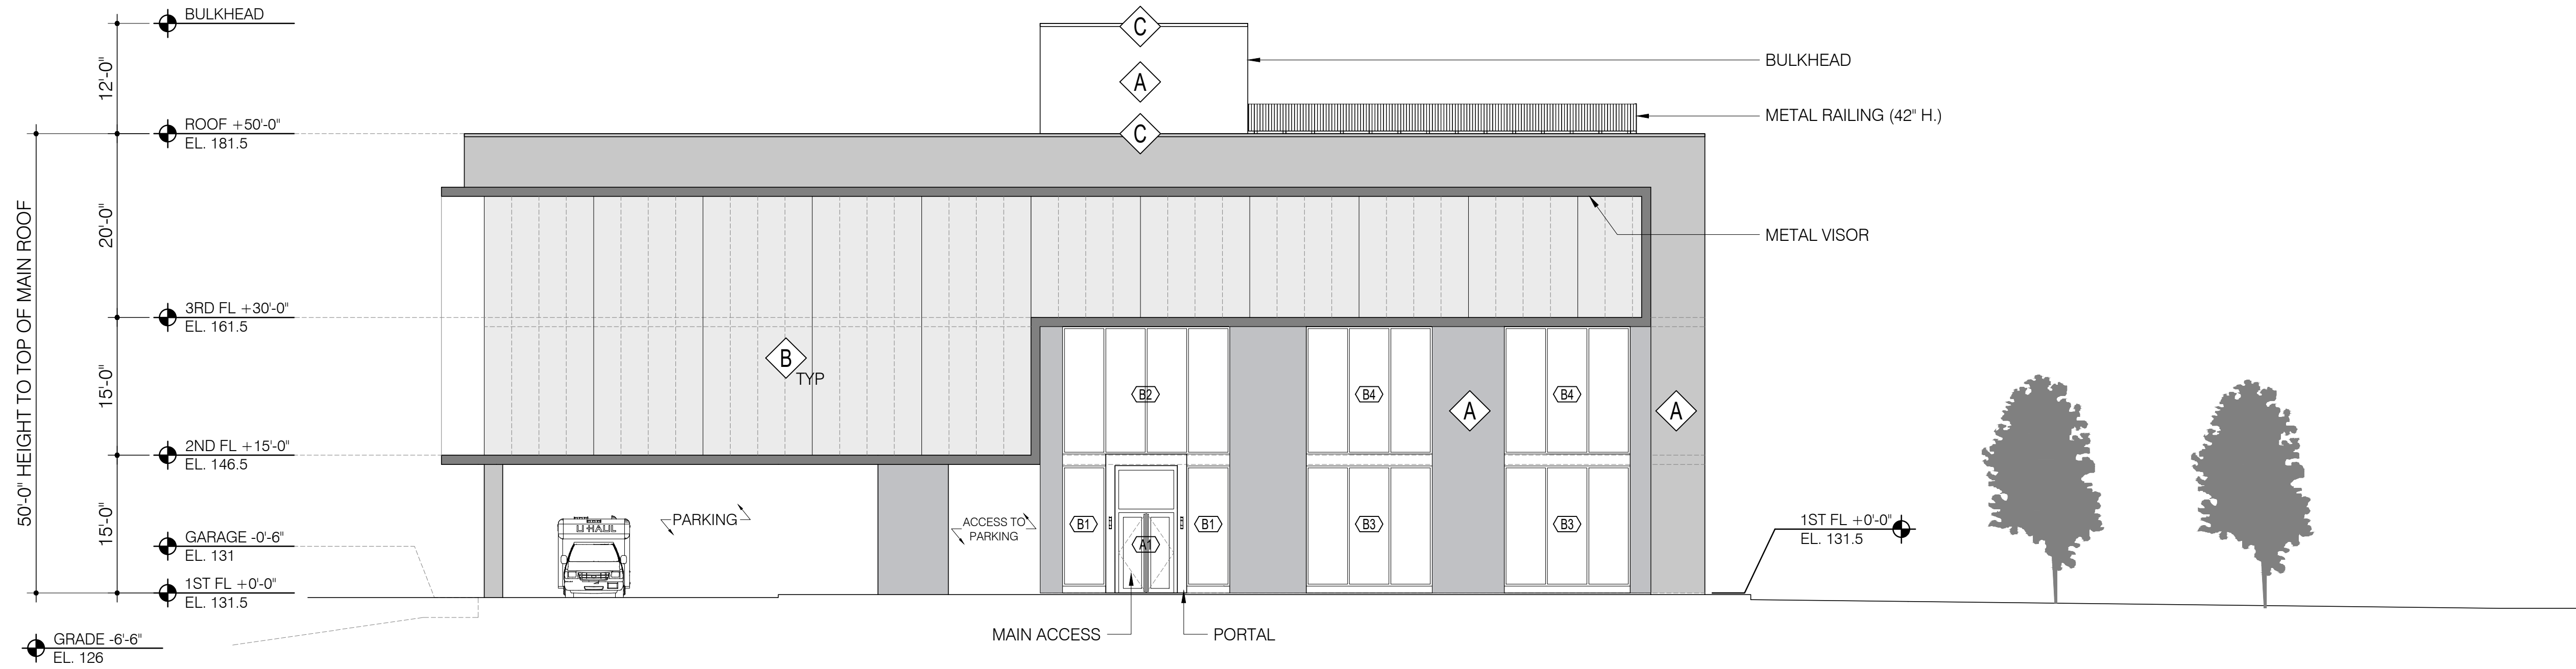 BULKHEAD
12'-0"
ROOF +50'-0"
EL. 181.5
20'-0"
50'-0" HEIGHT TO TOP OF MAIN ROOF
3RD FL +30'-0"
EL. 161.5
15'-0"
2ND FL +15'-0"
EL. 146.5
15'-0"
GARAGE -0'-6"
EL. 131
1ST FL +0'-0"
EL. 131.5
GRADE -6'-6"
EL. 126
C
A
C
BULKHEAD
METAL RAILING (42" H.)
METAL VISOR
B
TYP
B2
B4
A
B4
A
U-HAUL
PARKING
ACCESS TO
PARKING
B1
A1
B1
B3
B3
1ST FL +0'-0"
EL. 131.5
MAIN ACCESS
PORTAL